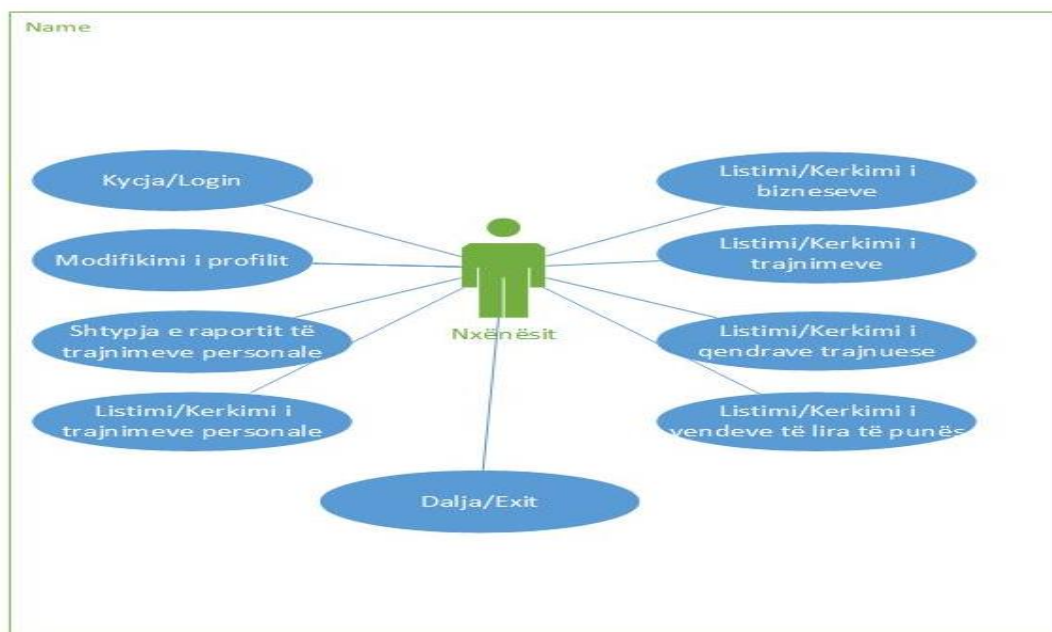 Name
Kycja/Login
Modifikimi i profilit
Shtypja e raportit të
trajnimeve personale
Listimi/Kerkimi i
trajnimeve personale
Nxënësit
Listimi/Kerkimi i
bizneseve
Listimi/Kerkimi i
trajnimeve
Listimi/Kerkimi i
qendrave trajnuese
Listimi/Kerkimi i
vendeve të lira të punës
Dalja/Exit